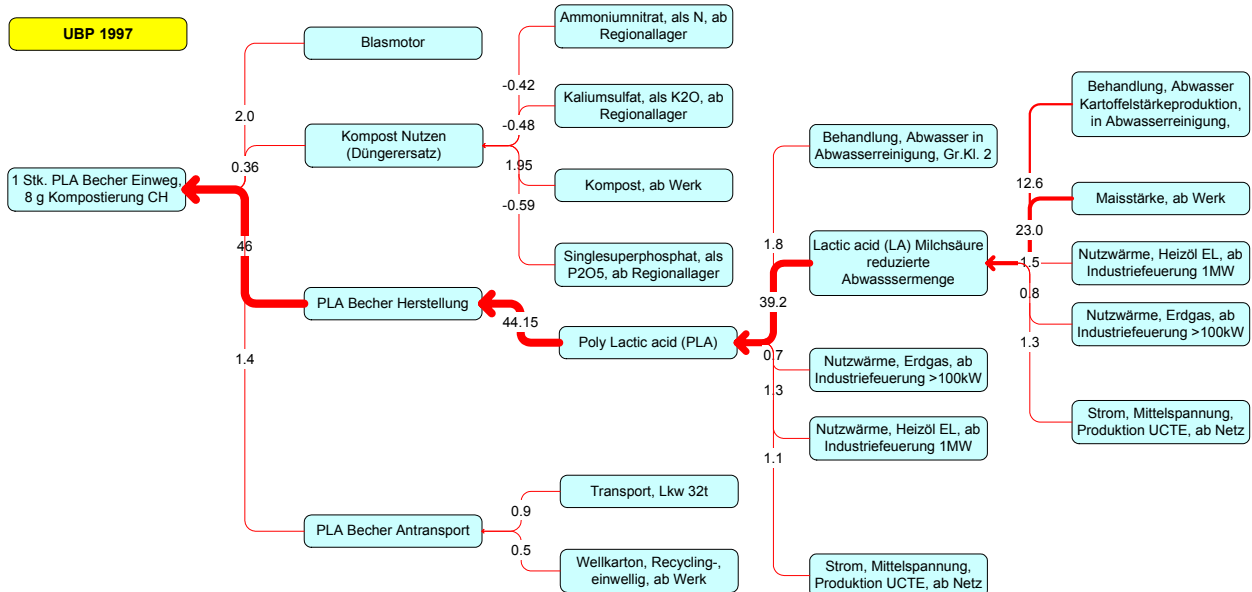 UBP 1997
1 Stk. PLA Becher Einweg,
8 g Kompostierung CH
2.0
0.36
46
1.4
Blasmotor
Kompost Nutzen
(Düngerersatz)
PLA Becher Herstellung
PLA Becher Antransport
-0.42
-0.48
1.95
-0.59
44.15
0.9
0.5
Ammoniumnitrat, als N, ab
Regionallager
Kaliumsulfat, als K2O, ab
Regionallager
Kompost, ab Werk
Singlesuperphosphat, als
P2O5, ab Regionallager
Poly Lactic acid (PLA)
Transport, Lkw 32t
Wellkarton, Recycling-,
einwellig, ab Werk
1.8
39.2
0.7
1.3
1.1
Behandlung, Abwasser in
Abwasserreinigung, Gr.Kl. 2
Lactic acid (LA) Milchsäure
reduzierte
Abwasssermenge
Nutzwärme, Erdgas, ab
Industriefeuerung >100kW
Nutzwärme, Heizöl EL, ab
Industriefeuerung 1MW
Strom, Mittelspannung,
Produktion UCTE, ab Netz
12.6
23.0
1.5
0.8
1.3
Behandlung, Abwasser
Kartoffelstärkeproduktion,
in Abwasserreinigung,
Maisstärke, ab Werk
Nutzwärme, Heizöl EL, ab
Industriefeuerung 1MW
Nutzwärme, Erdgas, ab
Industriefeuerung >100kW
Strom, Mittelspannung,
Produktion UCTE, ab Netz